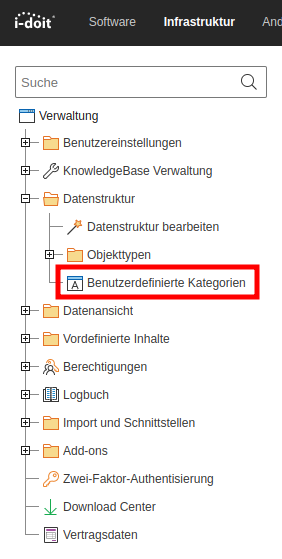 i-doit
Software Infrastruktur An
Suche
Verwaltung
Benutzereinstellungen
KnowledgeBase Verwaltung
Datenstruktur
Datenstruktur bearbeiten
Objekttypen
A Benutzerdefinierte Kategorien
Datenansicht
Vordefinierte Inhalte
Berechtigungen
Logbuch
Import und Schnittstellen
Add-ons
Zwei-Faktor-Authentisierung
Download Center
Vertragsdaten